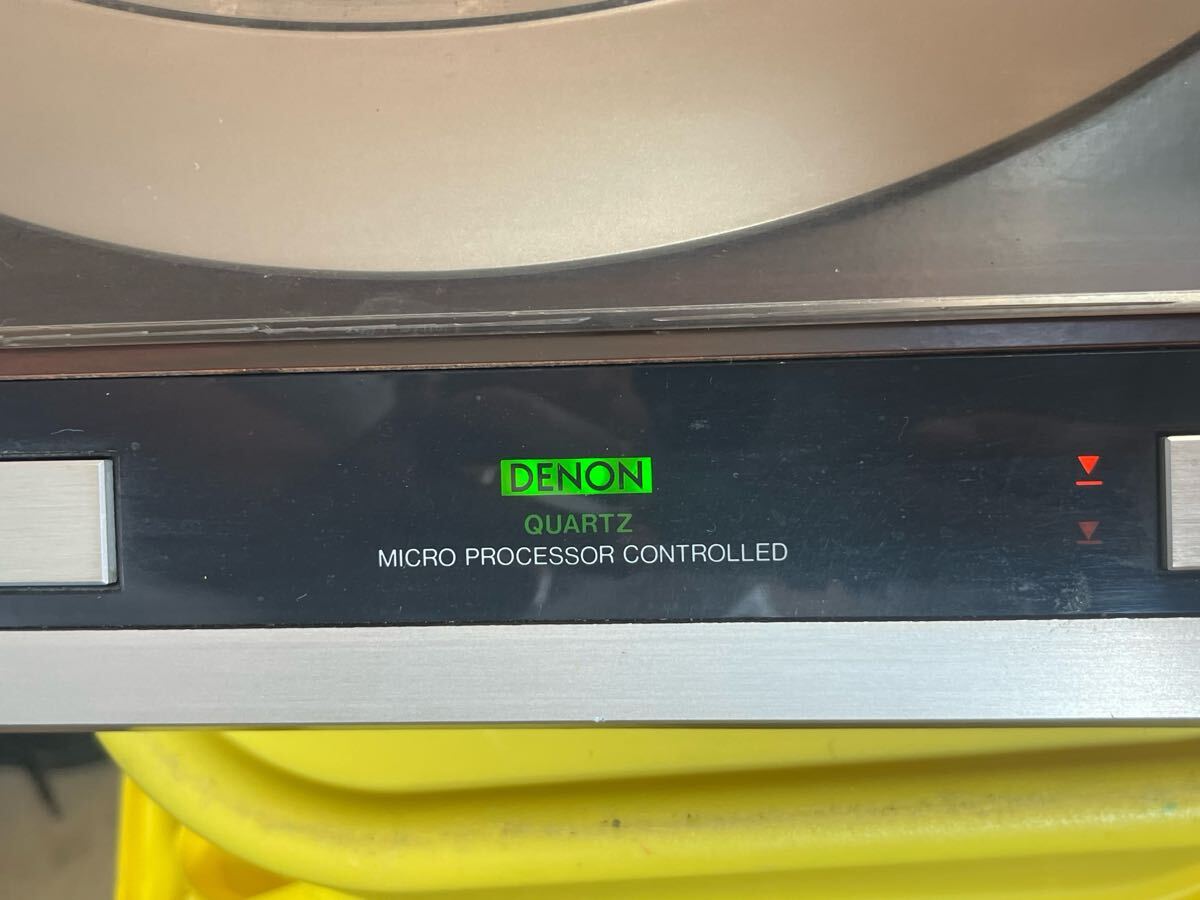 DENON
QUARTZ
MICRO PROCESSOR CONTROLLED